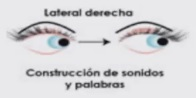 Lateral derecha
Construcción de sonidos
y palabras